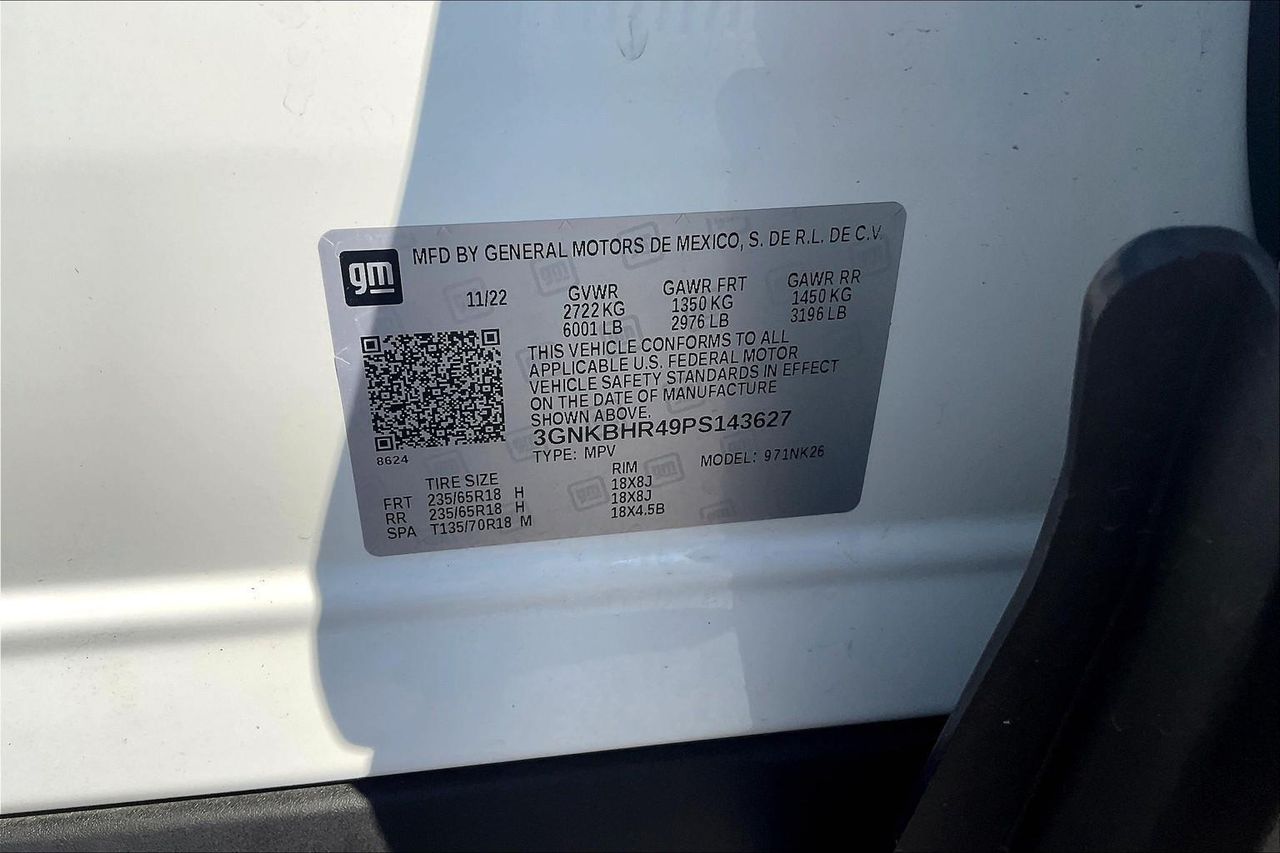 gm
MFD BY GENERAL MOTORS DE MEXICO, S. DE R.L. DE C.V.
11/22 GVWR GAWR FRT GAWR RR
2722 KG 1350 KG 1450 KG
6001 LB 2976 LB 3196 LB
THIS VEHICLE CONFORMS TO ALL
APPLICABLE U.S. FEDERAL MOTOR
VEHICLE SAFETY STANDARDS IN EFFECT
ON THE DATE OF MANUFACTURE
SHOWN ABOVE.
3GNKBHR49PS143627
8624
TYPE: MPV MODEL: 971NK26
TIRE SIZE RIM
FRT 235/65R18 H 18X8J
RR 235/65R18 H 18X8J
SPA T135/70R18 M 18X4.5B